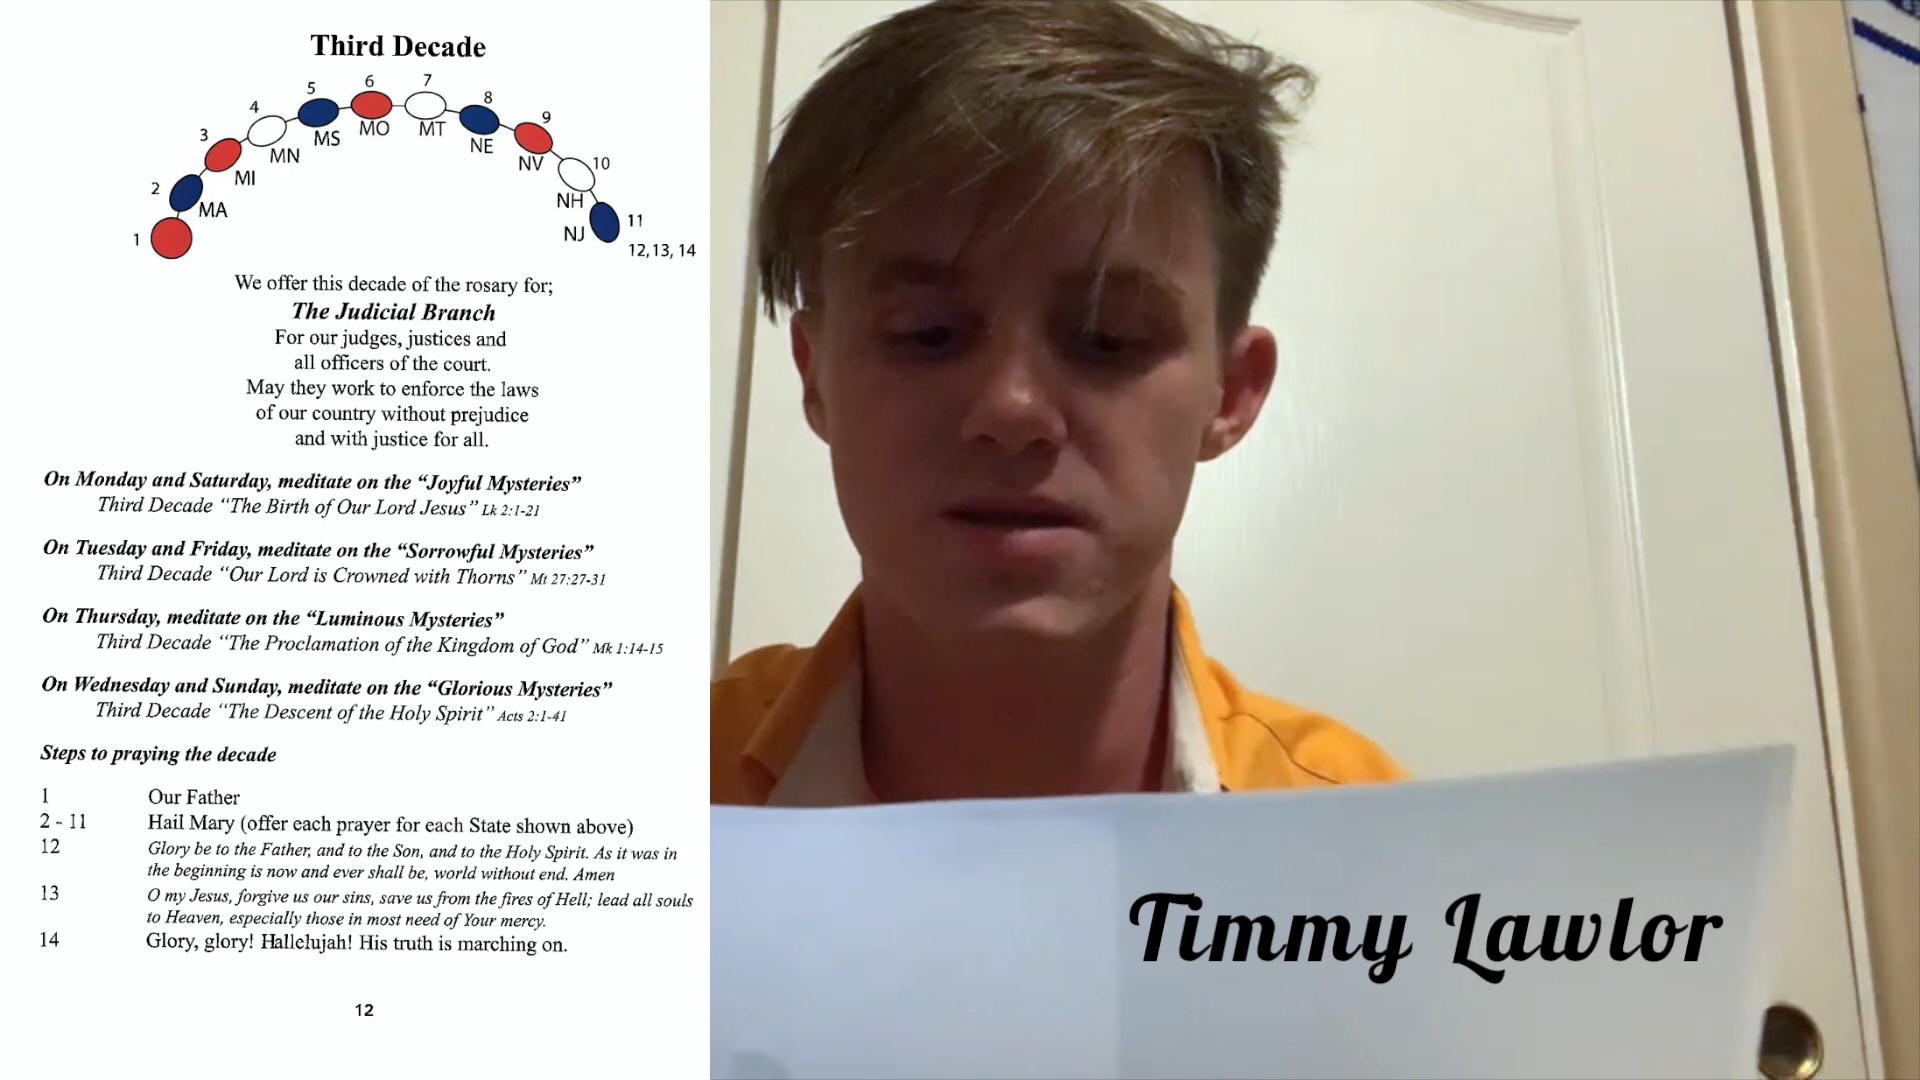 Third Decade
1
2
3
4
5
6
7
8
9
10
11
12, 13, 14
MA
MI
MN
MS
MO
MT
NE
NV
NH
NJ
We offer this decade of the rosary for;
The Judicial Branch
For our judges, justices and
all officers of the court.
May they work to enforce the laws
of our country without prejudice
and with justice for all.
On Monday and Saturday, meditate on the “Joyful Mysteries”
Third Decade “The Birth of Our Lord Jesus” Lk 2:1-21
On Tuesday and Friday, meditate on the “Sorrowful Mysteries”
Third Decade “Our Lord is Crowned with Thorns” Mt 27:27-31
On Thursday, meditate on the “Luminous Mysteries”
Third Decade “The Proclamation of the Kingdom of God” Mk 1:14-15
On Wednesday and Sunday, meditate on the “Glorious Mysteries”
Third Decade “The Descent of the Holy Spirit” Acts 2:1-41
Steps to praying the decade
1 Our Father
2 - 11 Hail Mary (offer each prayer for each State shown above)
12 Glory be to the Father, and to the Son, and to the Holy Spirit. As it was in
the beginning is now and ever shall be, world without end. Amen
13 O my Jesus, forgive us our sins, save us from the fires of Hell; lead all souls
to Heaven, especially those in most need of Your mercy.
14 Glory, glory! Hallelujah! His truth is marching on.
12
Timmy Lawlor